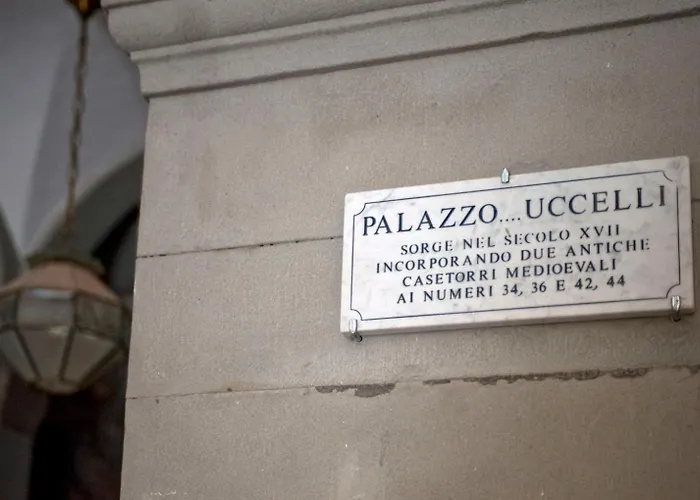 PALAZZO....UCCELLI
SORGE NEL SECOLO XVII
INCORPORANDO DUE ANTICHE
CASETORRI MEDIOEVALI
AI NUMERI 34, 36 E 42, 44